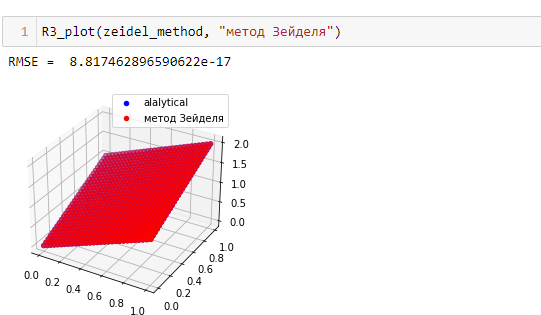 1 R3_plot(zeidel_method, "метод Зейделя")
RMSE =  8.817462896590622e-17
alalytical
метод Зейделя
2.0
1.5
1.0
0.5
0.0
0.0 0.2 0.4 0.6 0.8 1.0
0.0 0.2 0.4 0.6 0.8 1.0